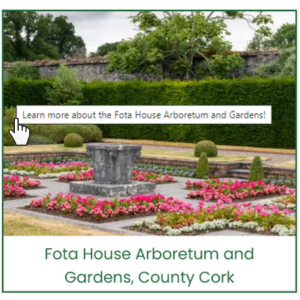 Learn more about the Fota House Arboretum and Gardens!
Fota House Arboretum and
Gardens, County Cork